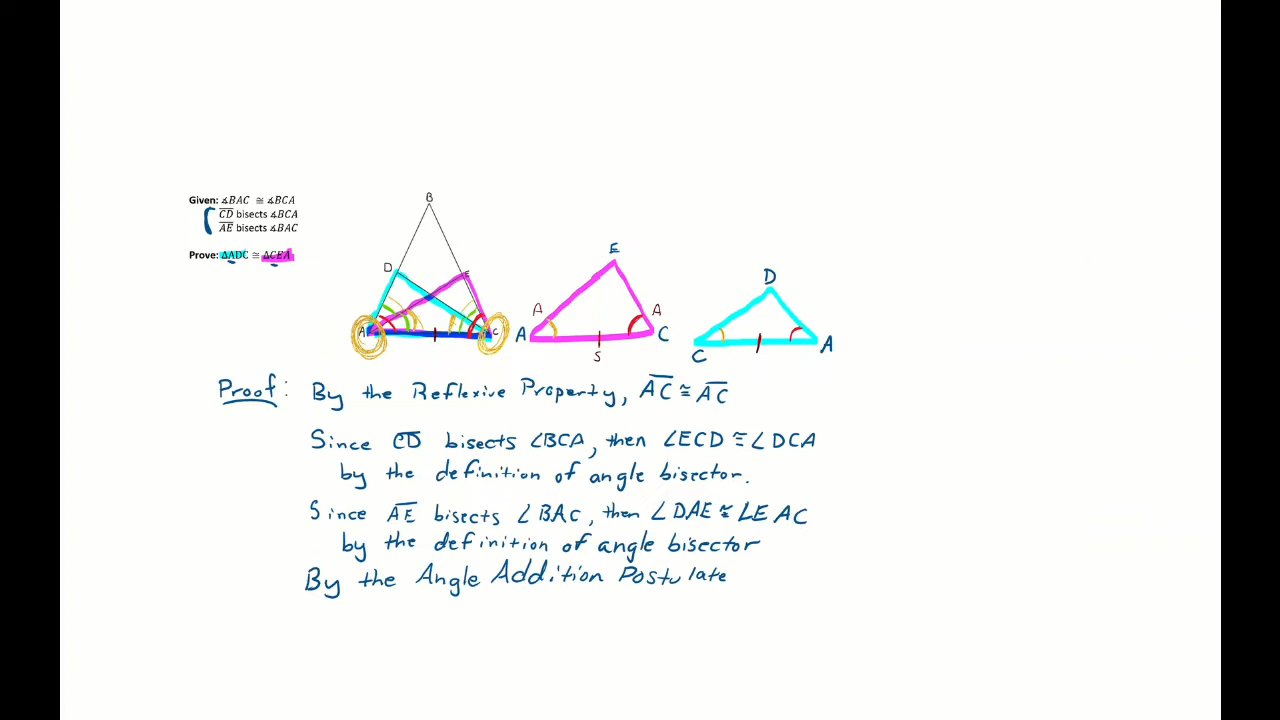 Given: ∡BAC ≅ ∡BCA
CD bisects ∡BCA
AE bisects ∡BAC
Prove: ΔADC ≅ ΔCEA
B
D
E
A
C
E
A
A
A
C
S
D
C
A
Proof: By the Reflexive Property, AC ≅ AC
Since CD bisects ∠BCA, then ∠ECD ≅ ∠DCA
by the definition of angle bisector.
Since AE bisects ∠BAC, then ∠DAE ≅ ∠EAC
by the definition of angle bisector
By the Angle Addition Postulate